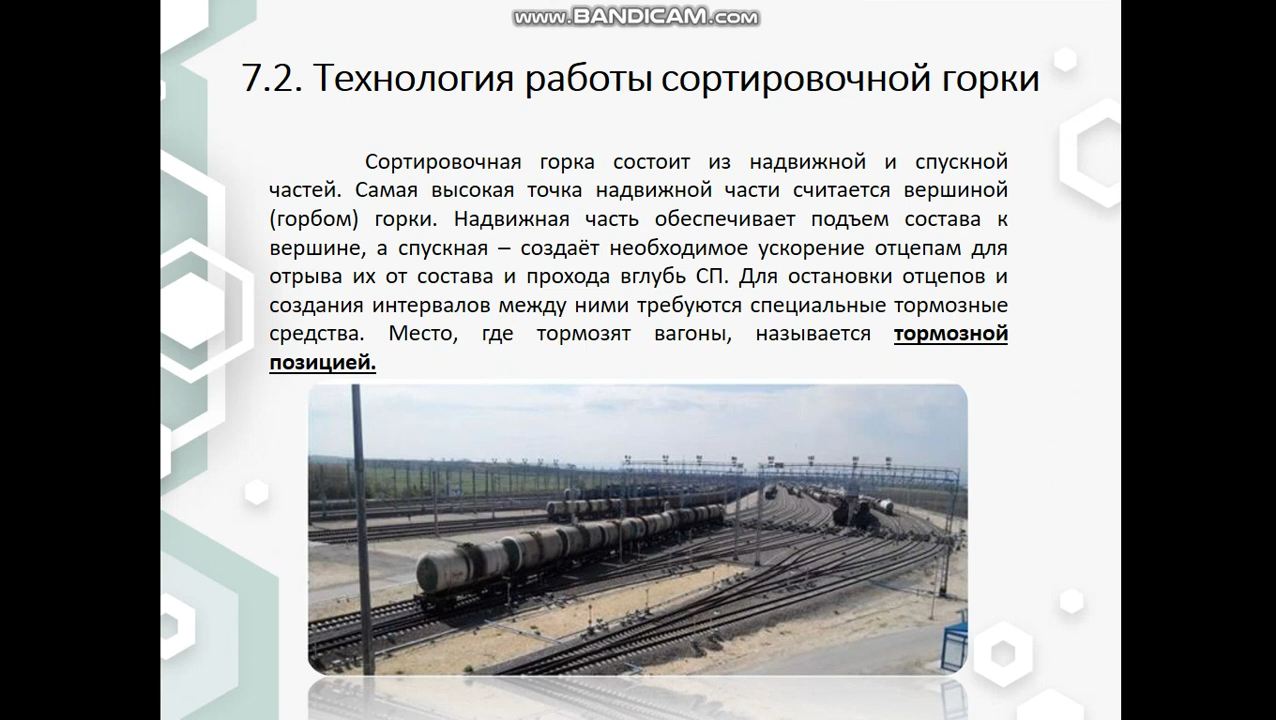 www.BANDICAM.com
7.2. Технология работы сортировочной горки
Сортировочная горка состоит из надвижной и спускной
частей. Самая высокая точка надвижной части считается вершиной
(горбом) горки. Надвижная часть обеспечивает подъем состава к
вершине, а спускная – создаёт необходимое ускорение отцепам для
отрыва их от состава и прохода вглубь СП. Для остановки отцепов и
создания интервалов между ними требуются специальные тормозные
средства. Место, где тормозят вагоны, называется тормозной
позицией.